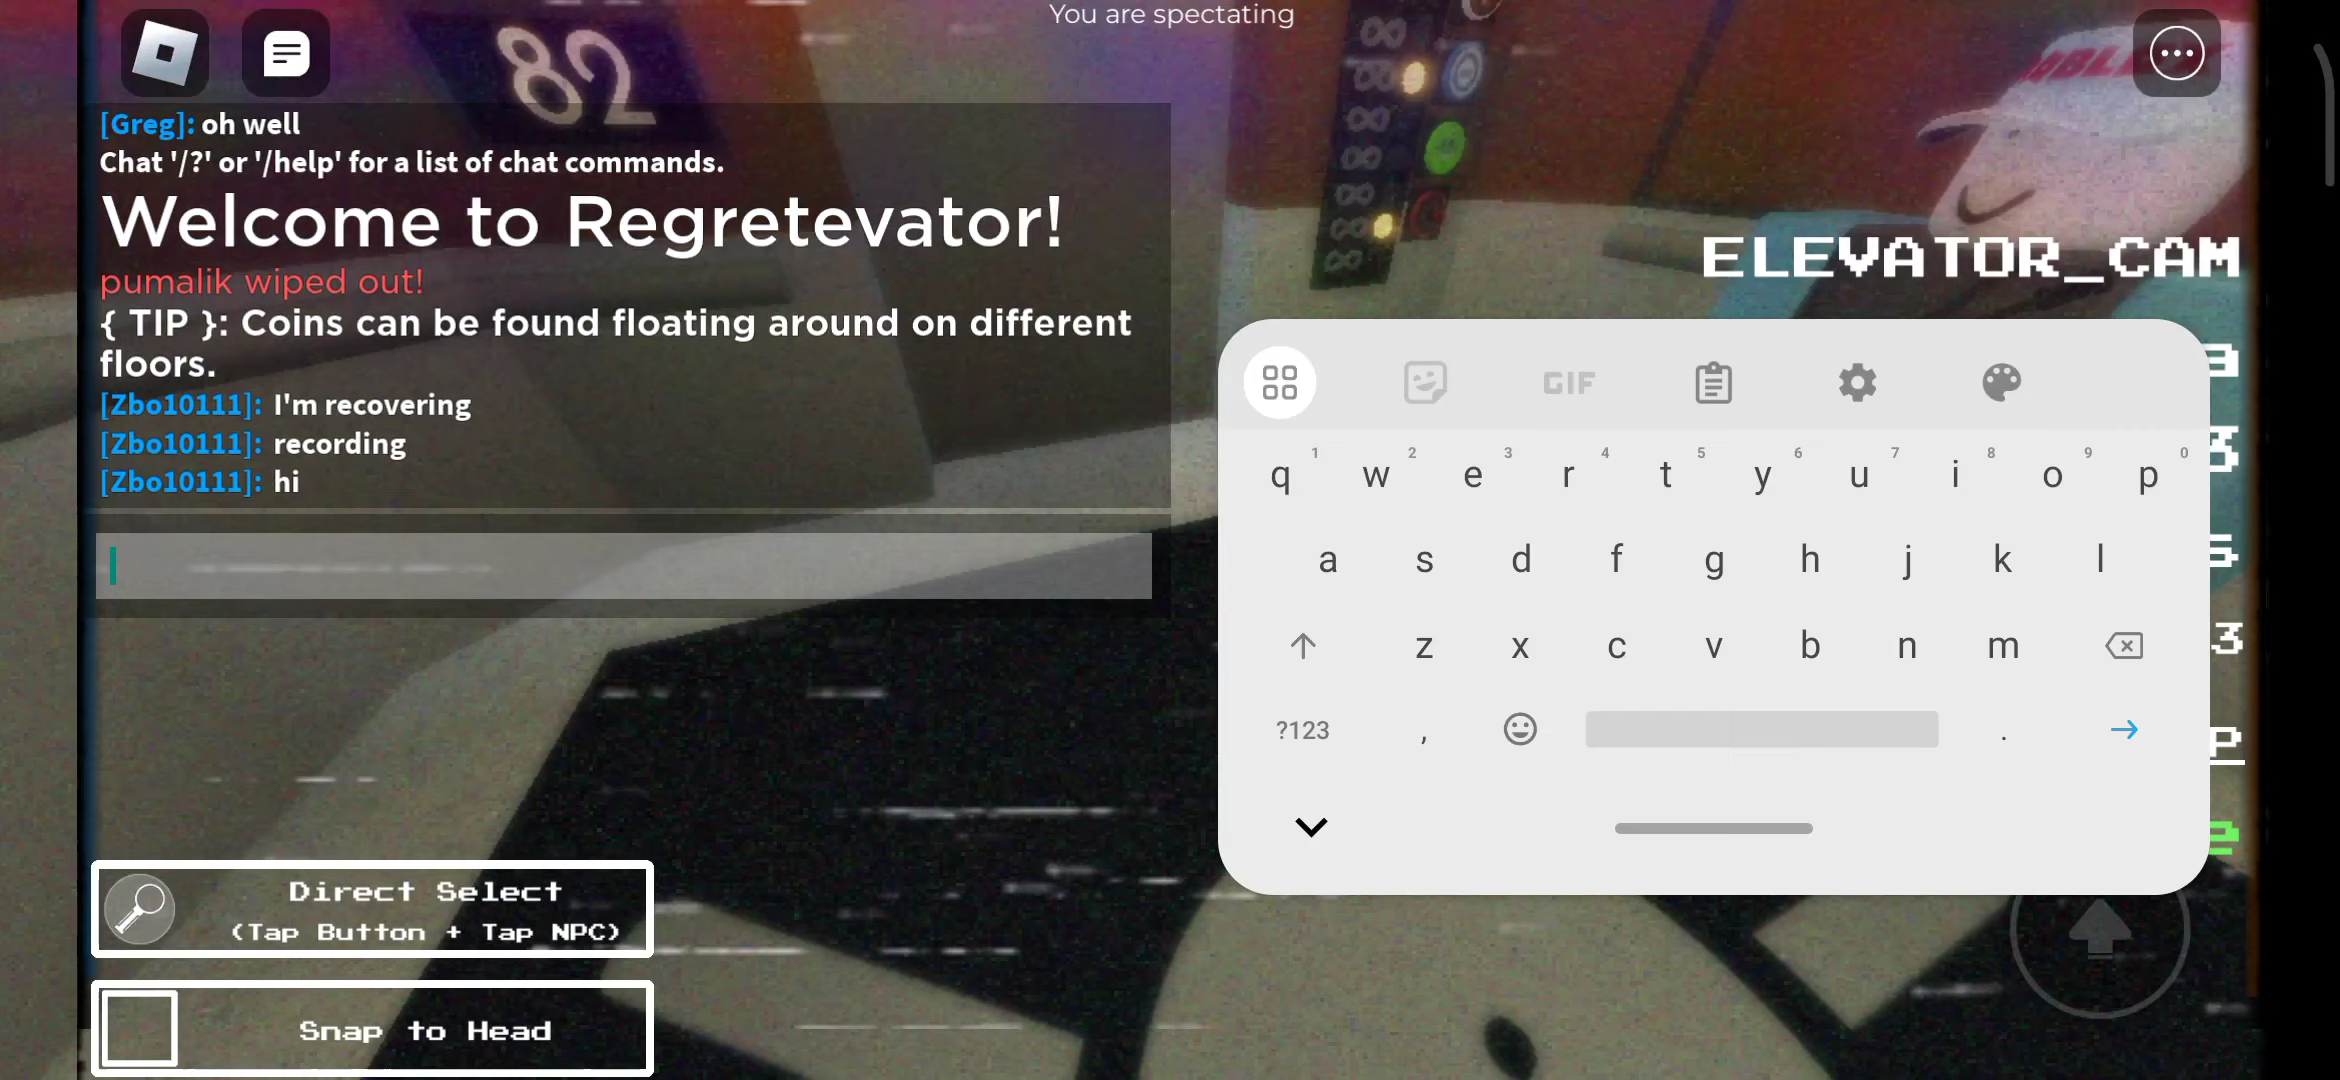 You are spectating
82
[Greg]: oh well
Chat '/?' or '/help' for a list of chat commands.
Welcome to Regretevator!
pumalik wiped out!
{ TIP }: Coins can be found floating around on different
floors.
[Zbo10111]: I'm recovering
[Zbo10111]: recording
[Zbo10111]: hi
ELEVATOR_CAM
GIF
1 2 3 4 5 6 7 8 9 0
q w e r t y u i o p
a s d f g h j k l
z x c v b n m
?123 , .
3
P
Direct Select
(Tap Button + Tap NPC)
Snap to Head